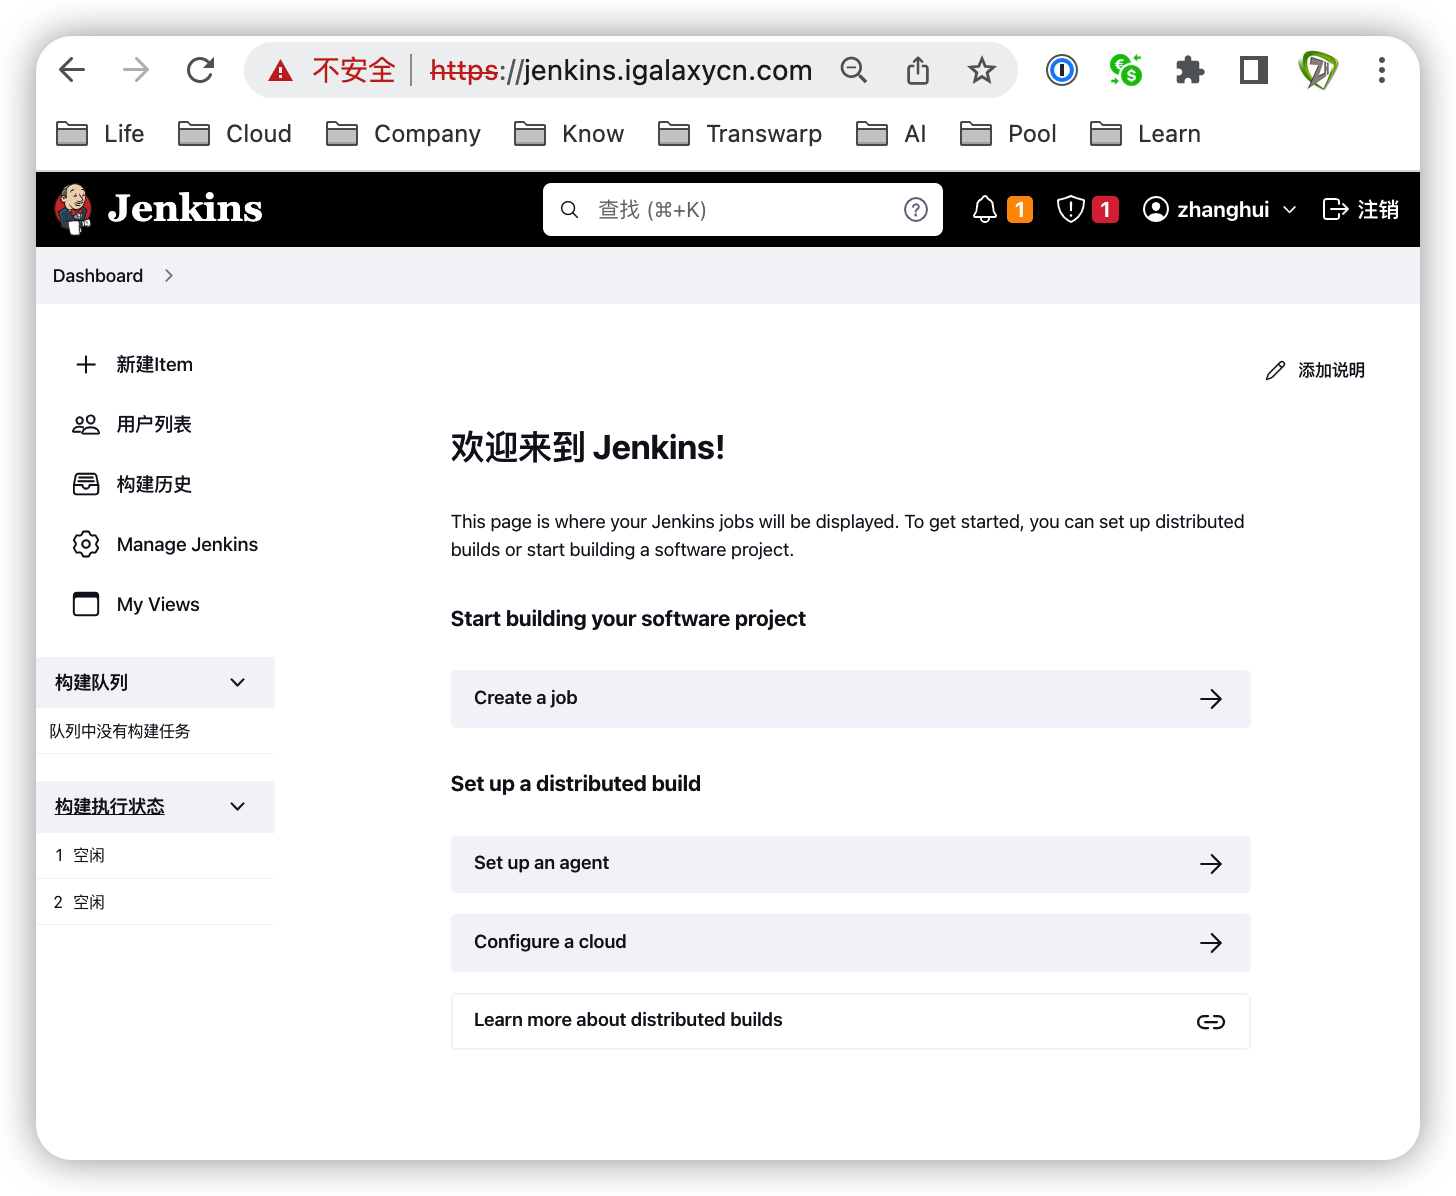 不安全 https://jenkins.igalaxycn.com
Life Cloud Company Know Transwarp AI Pool Learn
Jenkins 查找 (⌘+K) 1 1 zhanghui 注销
Dashboard
新建Item
添加说明
用户列表
构建历史
Manage Jenkins
My Views
构建队列
队列中没有构建任务
构建执行状态
1 空闲
2 空闲
欢迎来到 Jenkins!
This page is where your Jenkins jobs will be displayed. To get started, you can set up distributed
builds or start building a software project.
Start building your software project
Create a job
Set up a distributed build
Set up an agent
Configure a cloud
Learn more about distributed builds